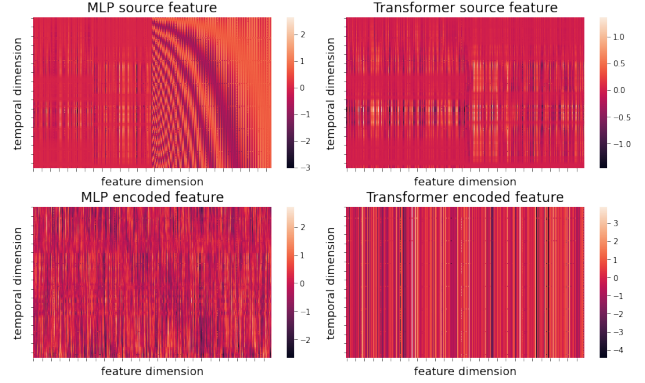 MLP source feature
temporal dimension
feature dimension
2
1
0
−1
−2
−3
Transformer source feature
temporal dimension
feature dimension
1.0
0.5
0.0
−0.5
−1.0
MLP encoded feature
temporal dimension
feature dimension
2
1
0
−1
−2
Transformer encoded feature
temporal dimension
feature dimension
3
2
1
0
−1
−2
−3
−4